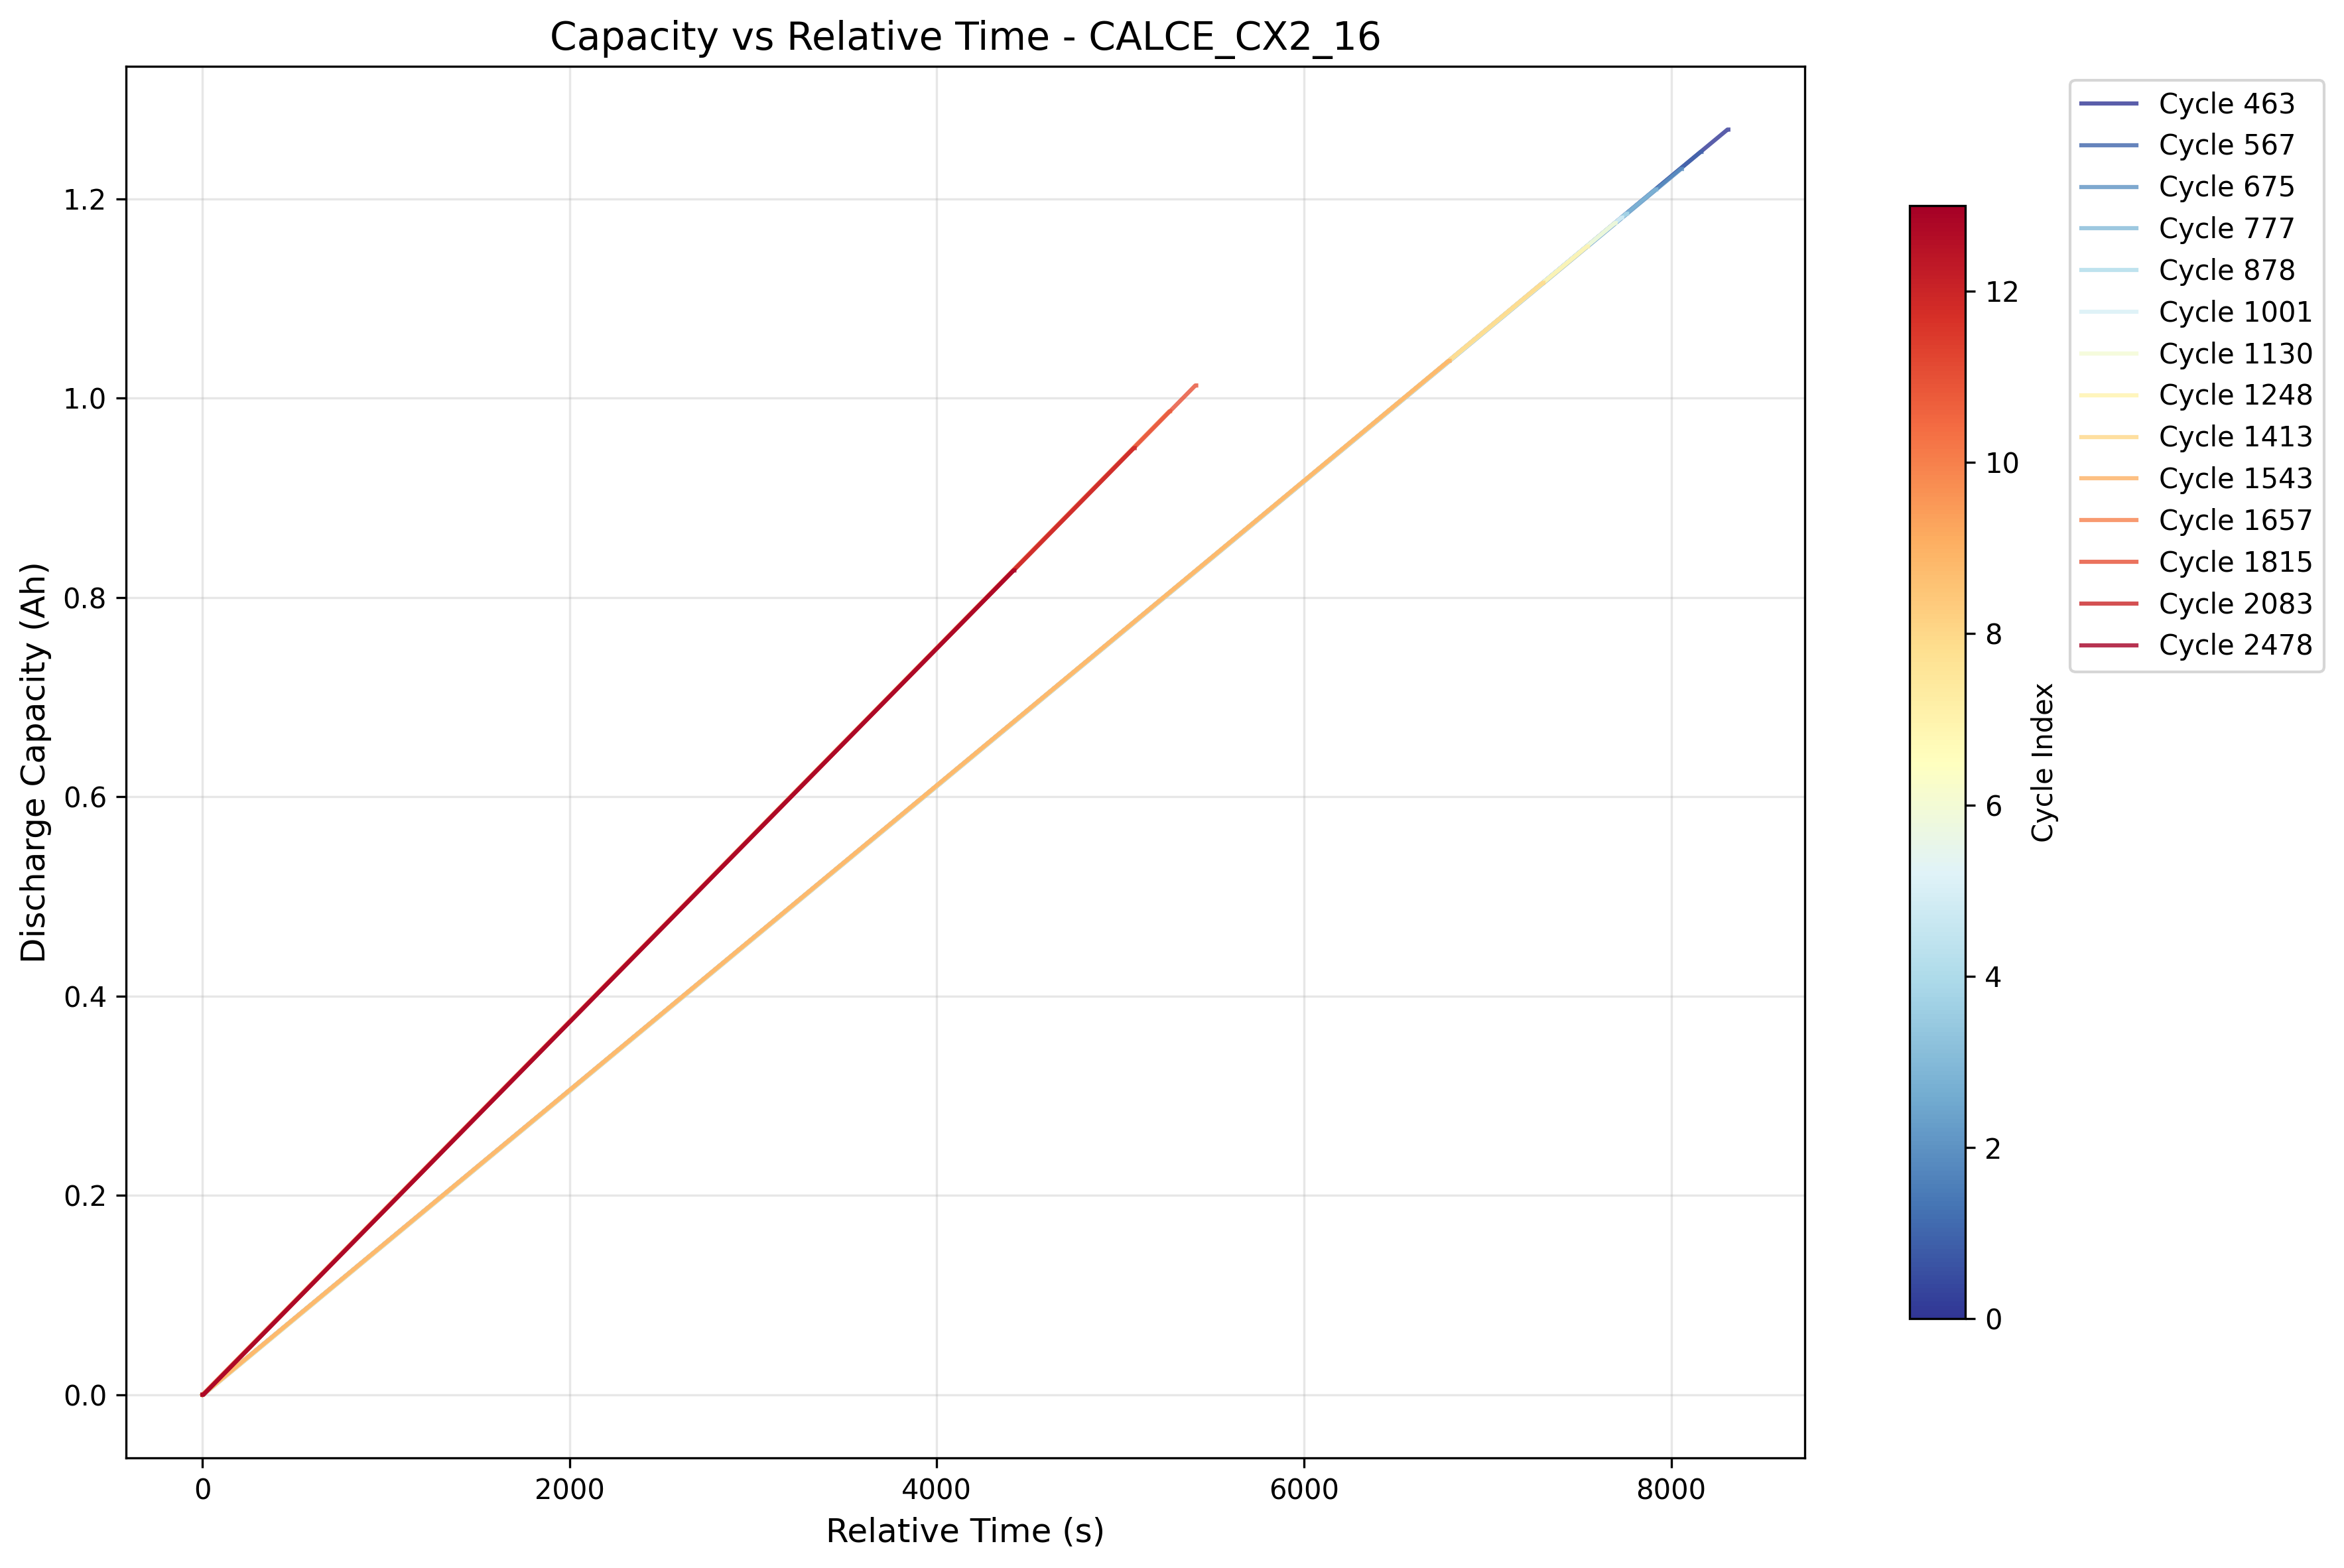 Capacity vs Relative Time - CALCE_CX2_16
Discharge Capacity (Ah)
1.2
1.0
0.8
0.6
0.4
0.2
0.0
0
2000
4000
6000
8000
Relative Time (s)
12
10
8
6
4
2
0
Cycle Index
Cycle 463
Cycle 567
Cycle 675
Cycle 777
Cycle 878
Cycle 1001
Cycle 1130
Cycle 1248
Cycle 1413
Cycle 1543
Cycle 1657
Cycle 1815
Cycle 2083
Cycle 2478